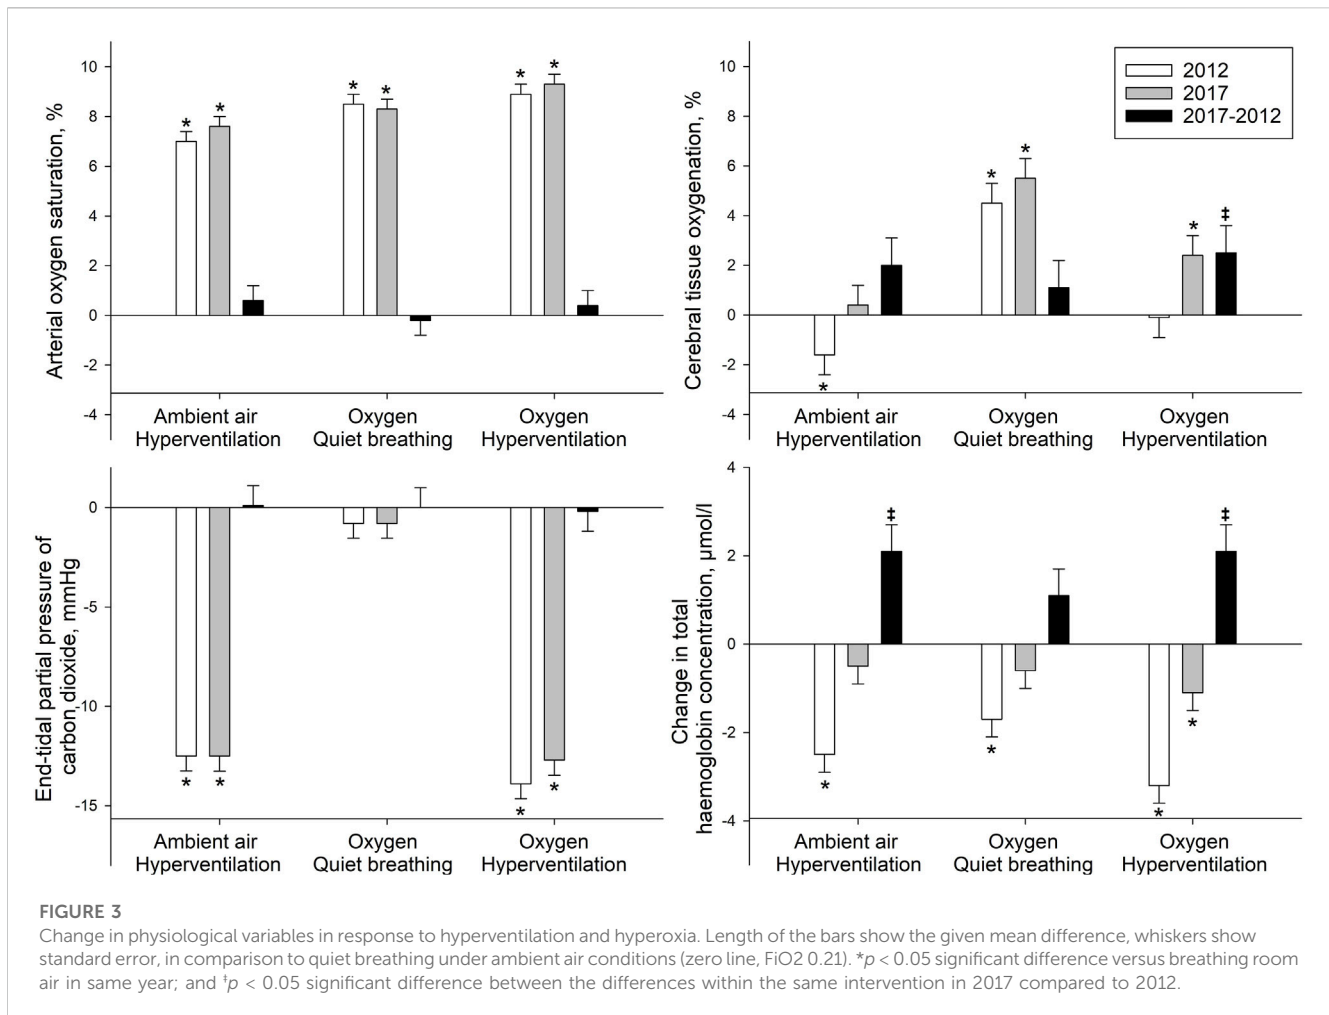 Arterial oxygen saturation, %
10
8
6
4
2
0
-2
-4
*
*
*
*
*
*
Ambient air
Hyperventilation
Oxygen
Quiet breathing
Oxygen
Hyperventilation
Cerebral tissue oxygenation, %
10
8
6
4
2
0
-2
-4
2012
2017
2017-2012
*
*
*
*
‡
Ambient air
Hyperventilation
Oxygen
Quiet breathing
Oxygen
Hyperventilation
End-tidal partial pressure of
carbon dioxide, mmHg
0
-5
-10
-15
*
*
*
*
Ambient air
Hyperventilation
Oxygen
Quiet breathing
Oxygen
Hyperventilation
Change in total
haemoglobin concentration, µmol/l
4
2
0
-2
-4
*
‡
*
*
*
‡
Ambient air
Hyperventilation
Oxygen
Quiet breathing
Oxygen
Hyperventilation
FIGURE 3
Change in physiological variables in response to hyperventilation and hyperoxia. Length of the bars show the given mean difference, whiskers show
standard error, in comparison to quiet breathing under ambient air conditions (zero line, FiO2 0.21). *p < 0.05 significant difference versus breathing room
air in same year; and ‡p < 0.05 significant difference between the differences within the same intervention in 2017 compared to 2012.